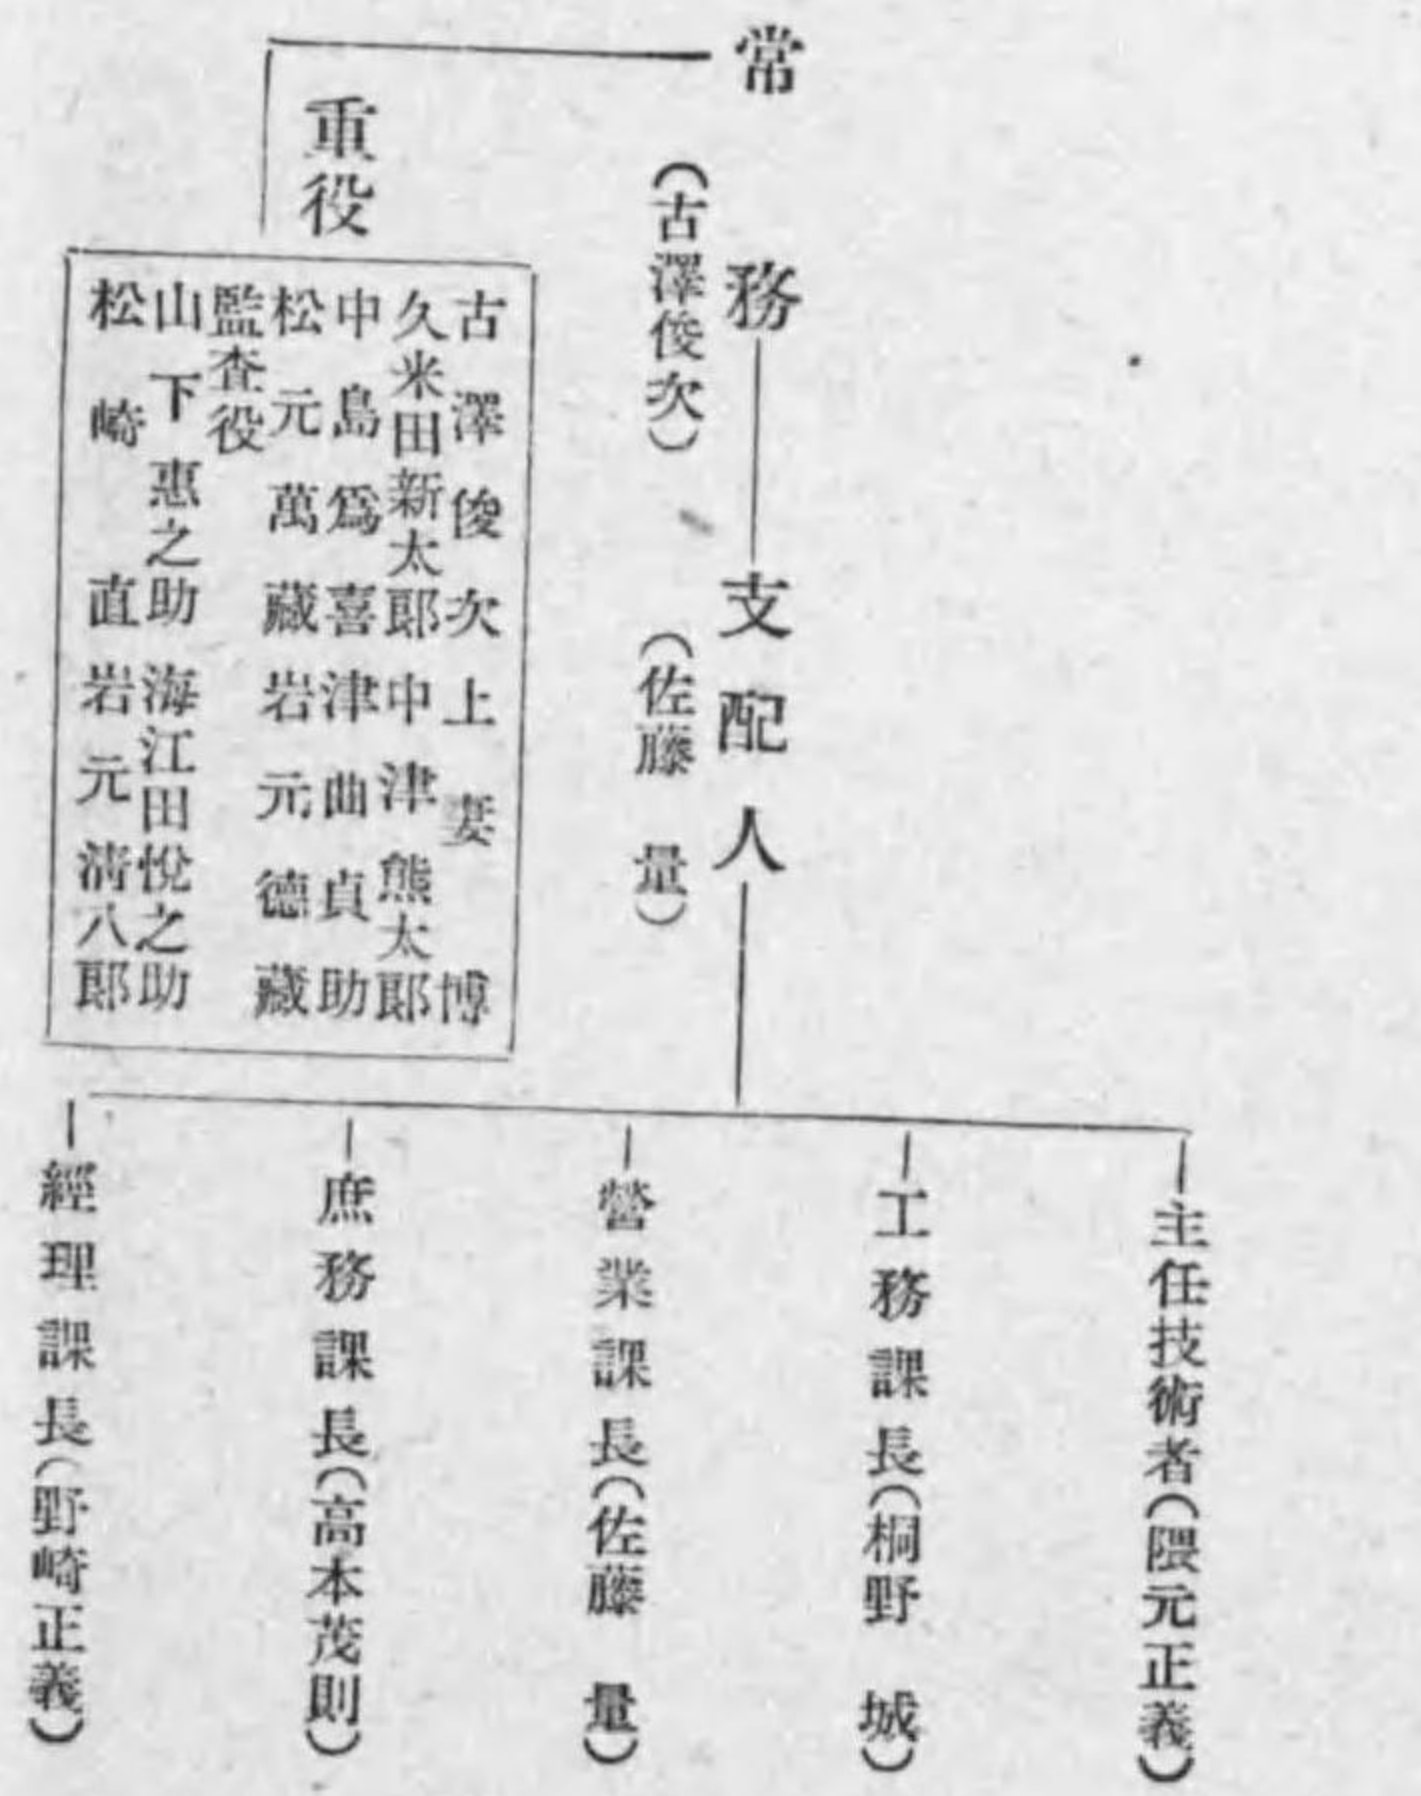 常務
(古澤俊次)
支配人
(佐藤 量)
重役
古澤俊次 上妻 博
久米田新太郎 中津熊太郎
中島爲喜 津曲貞助
松元萬藏 岩元德藏
監査役
山下惠之助 海江田悅之助
松崎 直 岩元淸八郎
主任技術者(隈元正義)
工務課長(桐野 城)
營業課長(佐藤 量)
庶務課長(高本茂則)
經理課長(野崎正義)